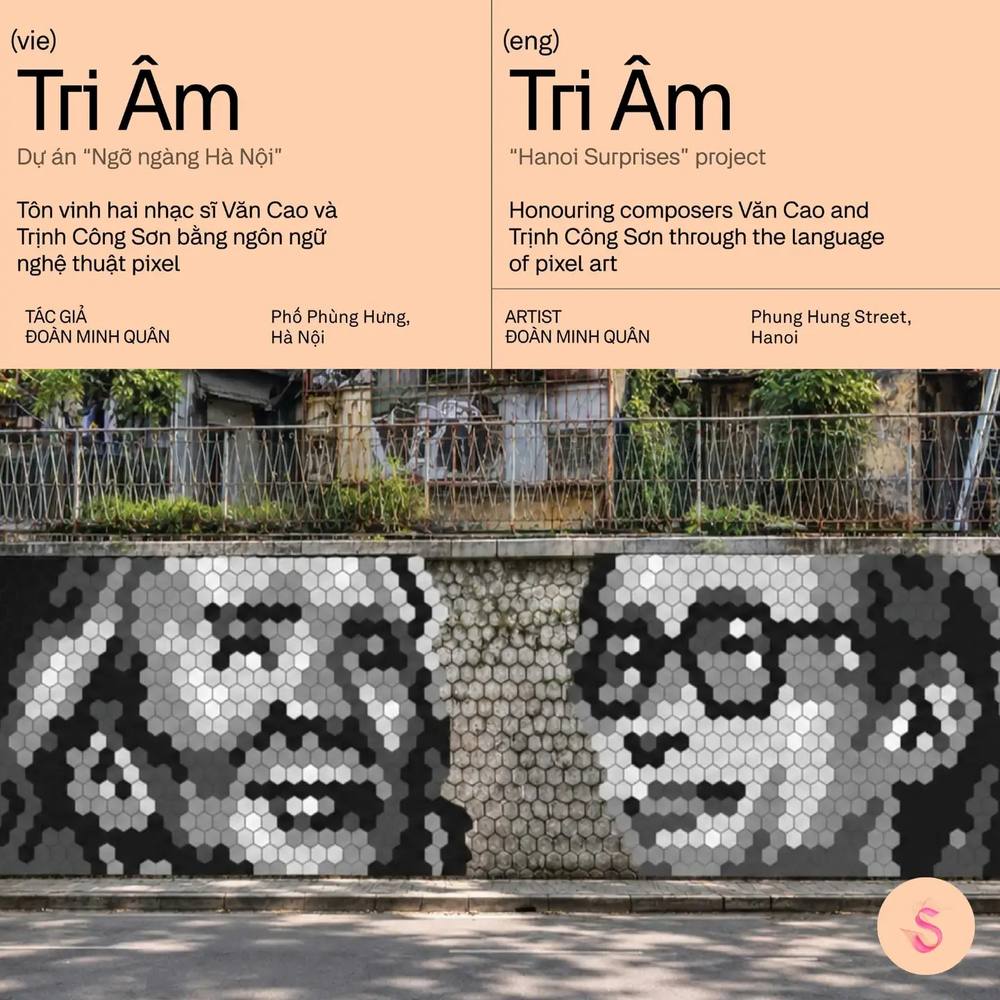 (vie)
Tri Âm
Dự án “Ngỡ ngàng Hà Nội”
Tôn vinh hai nhạc sĩ Văn Cao và
Trịnh Công Sơn bằng ngôn ngữ
nghệ thuật pixel
TÁC GIẢ
ĐOÀN MINH QUÂN
Phố Phùng Hưng,
Hà Nội
(eng)
Tri Âm
“Hanoi Surprises” project
Honouring composers Văn Cao and
Trịnh Công Sơn through the language
of pixel art
ARTIST
ĐOÀN MINH QUÂN
Phung Hung Street,
Hanoi
S